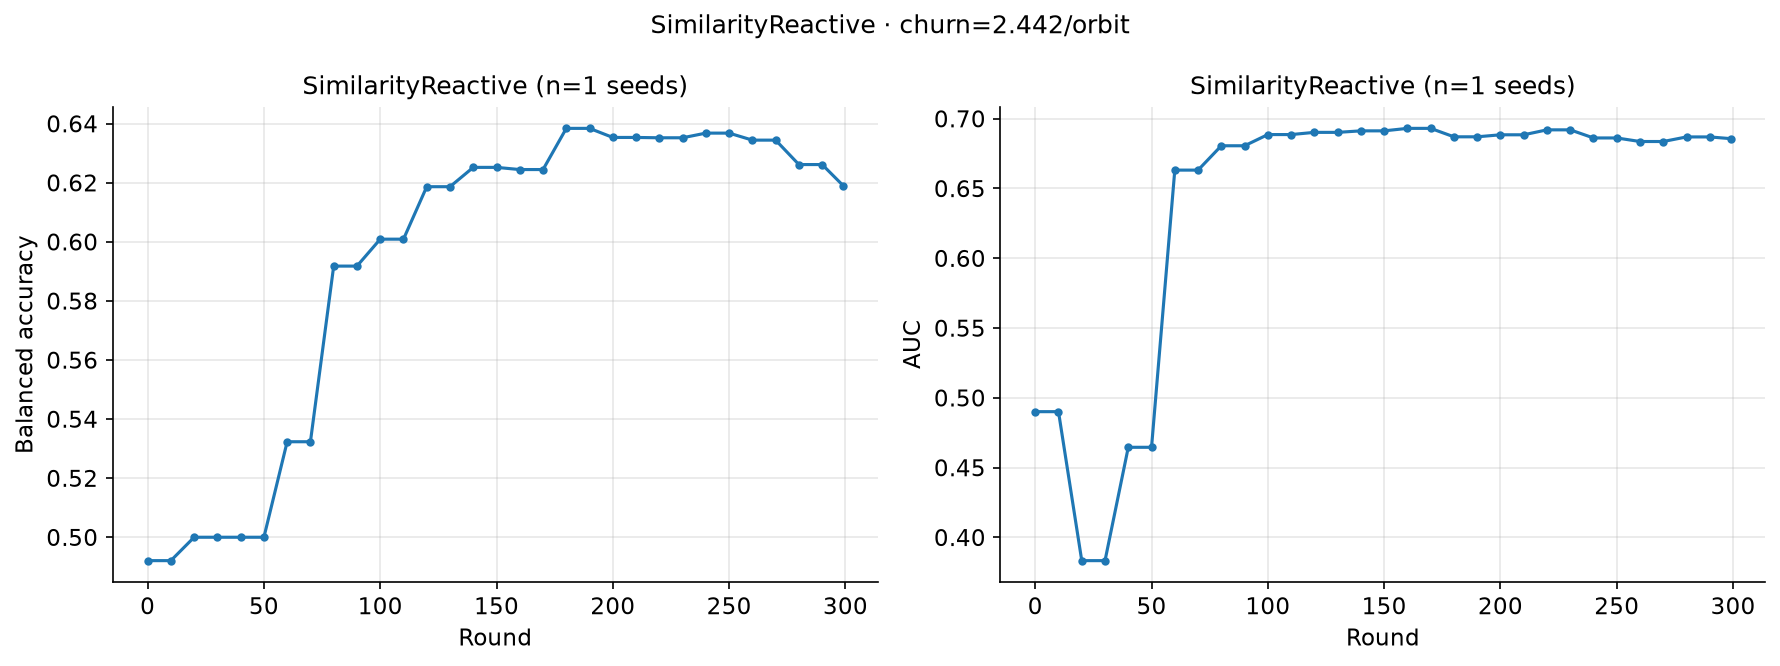 SimilarityReactive · churn=2.442/orbit
SimilarityReactive (n=1 seeds)
Balanced accuracy
0.64
0.62
0.60
0.58
0.56
0.54
0.52
0.50
0 50 100 150 200 250 300
Round
SimilarityReactive (n=1 seeds)
AUC
0.70
0.65
0.60
0.55
0.50
0.45
0.40
0 50 100 150 200 250 300
Round